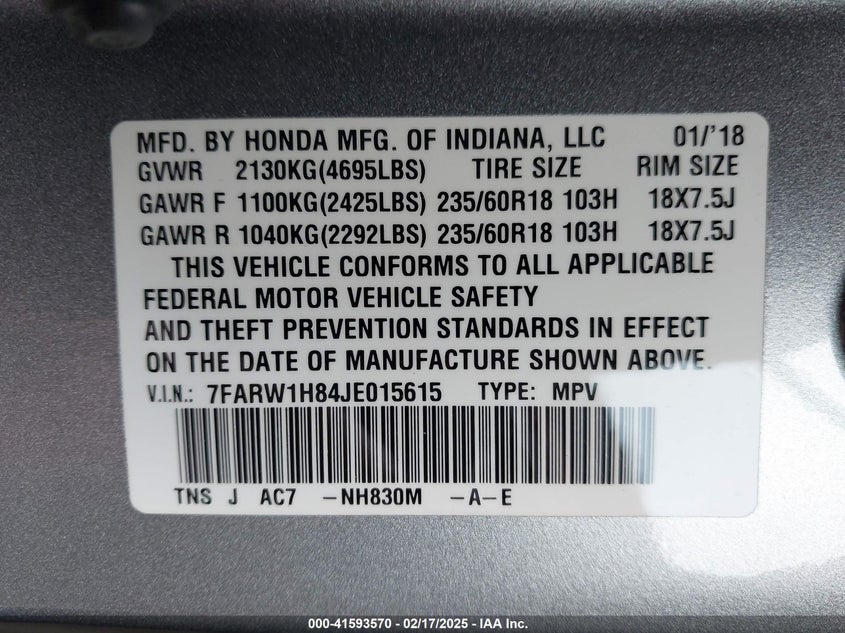 MFD. BY HONDA MFG. OF INDIANA, LLC 01/'18
GVWR 2130KG(4695LBS) TIRE SIZE RIM SIZE
GAWR F 1100KG(2425LBS) 235/60R18 103H 18X7.5J
GAWR R 1040KG(2292LBS) 235/60R18 103H 18X7.5J
THIS VEHICLE CONFORMS TO ALL APPLICABLE
FEDERAL MOTOR VEHICLE SAFETY
AND THEFT PREVENTION STANDARDS IN EFFECT
ON THE DATE OF MANUFACTURE SHOWN ABOVE.
V.I.N.: 7FARW1H84JE015615 TYPE: MPV
TNS J AC7 -NH830M -A-E
000-41593570 - 02/17/2025 - IAA Inc.